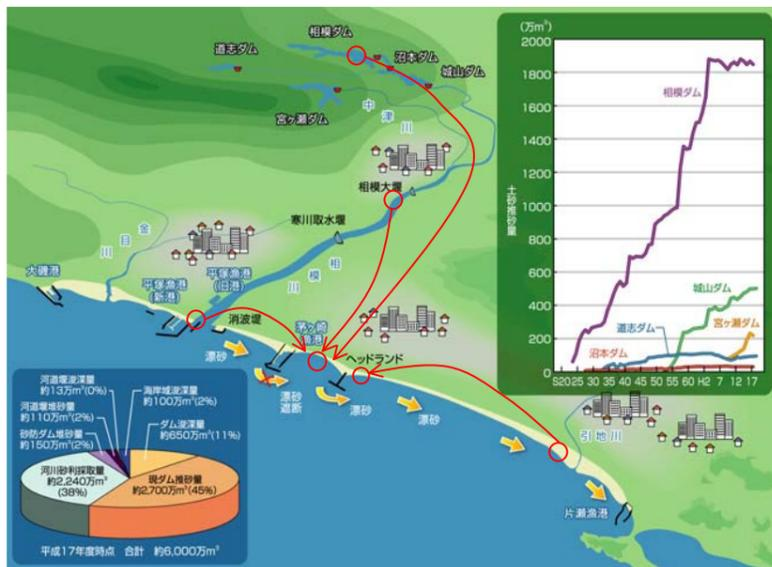 相模ダム
道志ダム
沼本ダム
城山ダム
宮ヶ瀬ダム
中津川
相模大堰
寒川取水堰
金目川
相模川
大磯港
平塚漁港
(新港)
平塚漁港
(旧港)
消波堤
茅ヶ崎
漁港
ヘッドランド
漂砂
漂砂
遮断
漂砂
漂砂
引地川
片瀬漁港
(万m³)
2000
1800
1600
1400
1200
1000
800
600
400
200
0
土砂推砂量
相模ダム
城山ダム
宮ヶ瀬ダム
道志ダム
沼本ダム
S20 25 30 35 40 45 50 55 60 H2 7 12 17
河道堰浚深量
約13万m³(0%)
河道堰堆砂量
約110万m³(2%)
砂防ダム堆砂量
約150万m³(2%)
河川砂利採取量
約2,240万m³
(38%)
海岸域浚深量
約100万m³(2%)
ダム浚深量
約650万m³(11%)
現ダム推砂量
約2,700万m³(45%)
平成17年度時点 合計 約6,000万m³